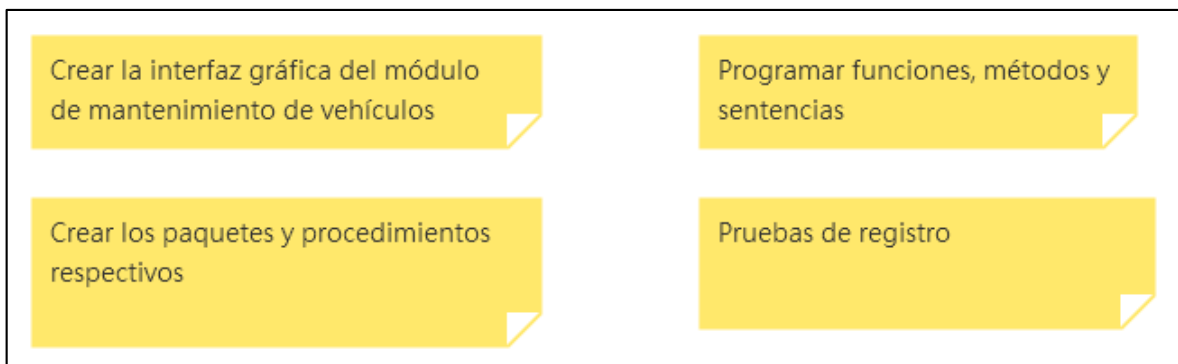 Crear la interfaz gráfica del módulo
de mantenimiento de vehículos
Programar funciones, métodos y
sentencias
Crear los paquetes y procedimientos
respectivos
Pruebas de registro